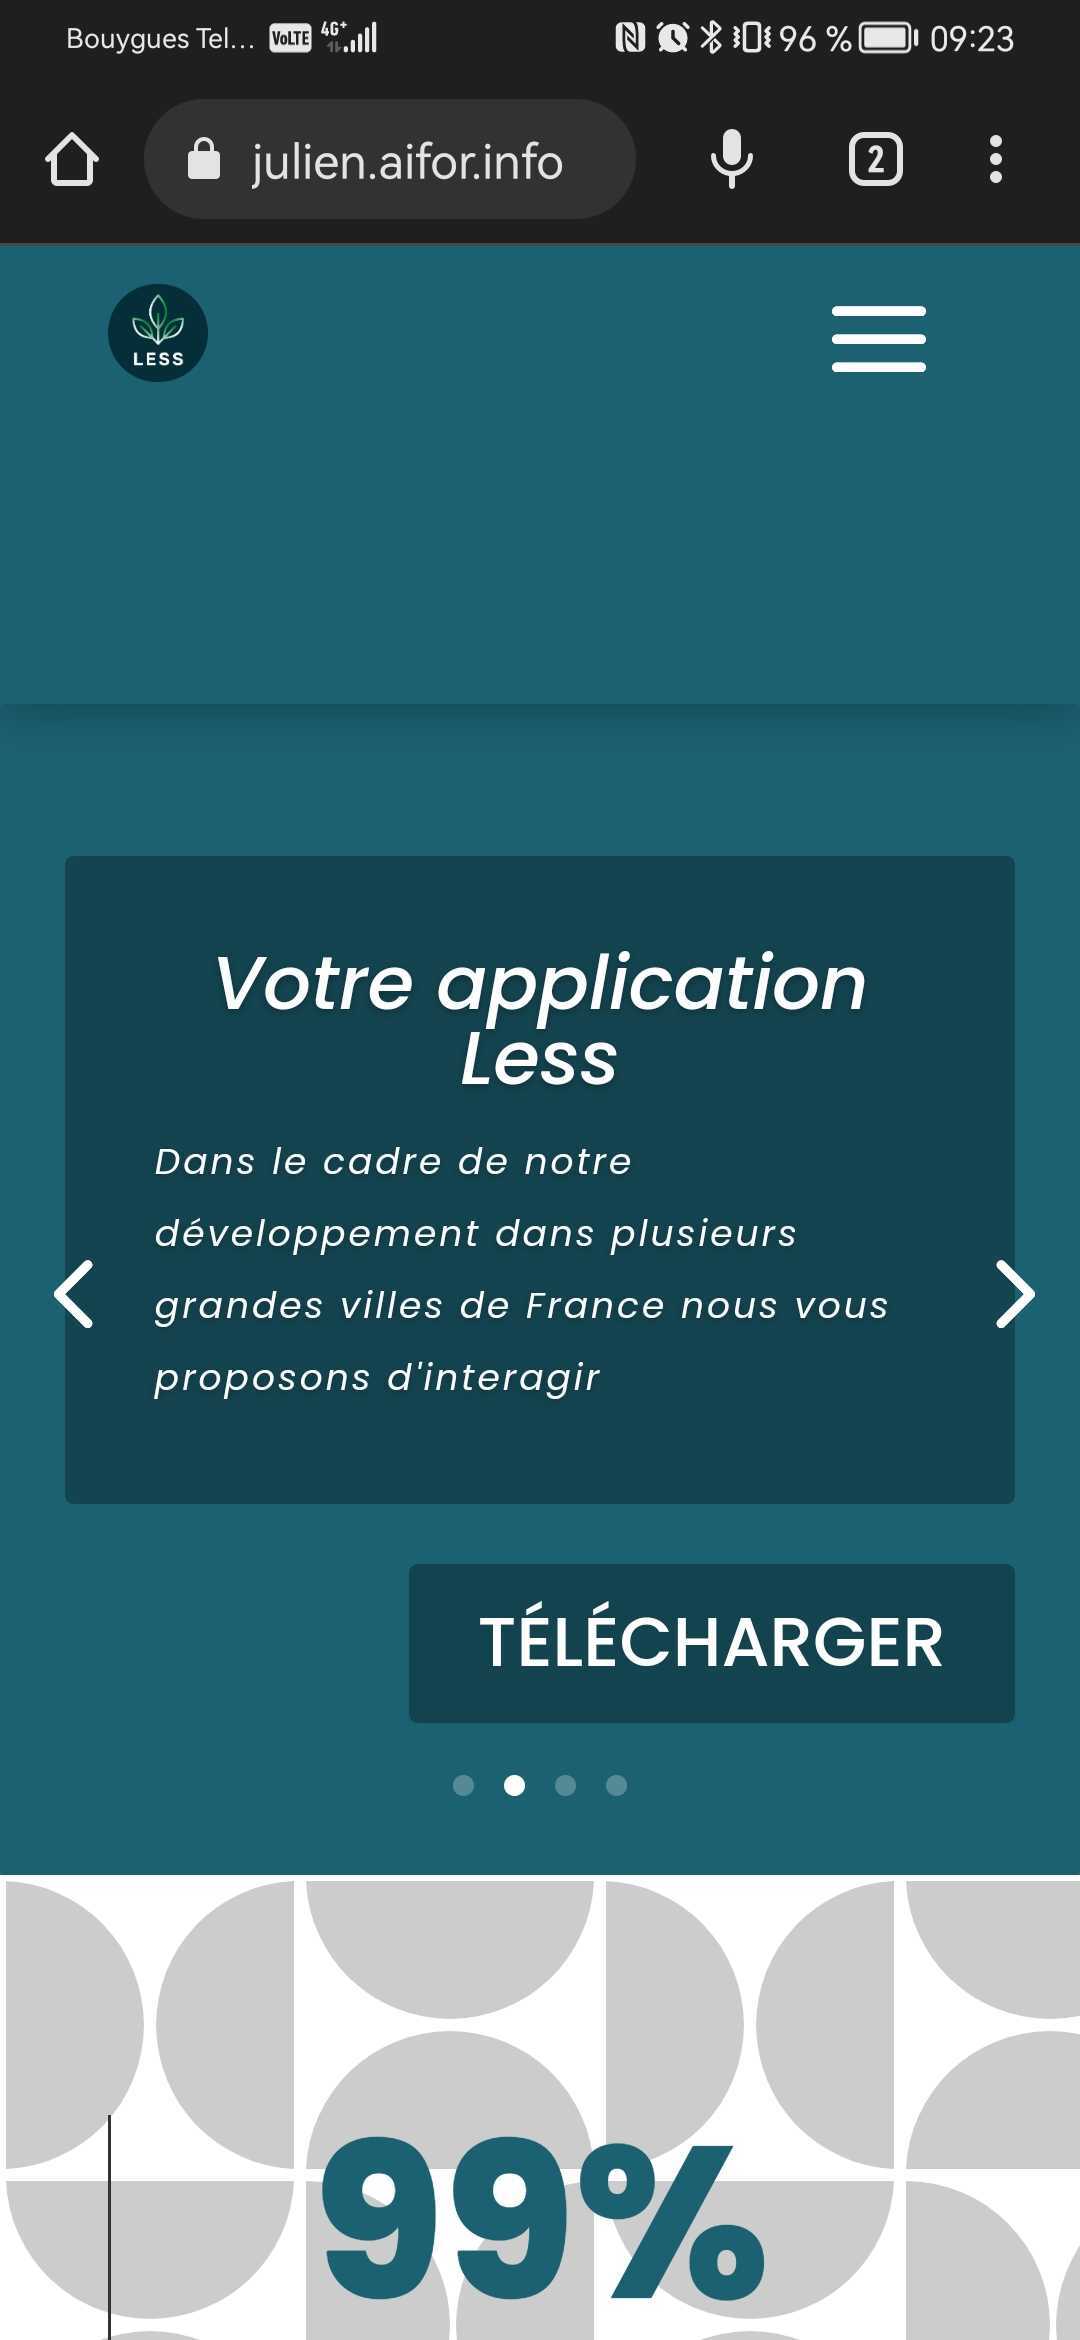 Bouygues Tel... VoLTE 4G+ 96 % 09:23
julien.aifor.info 2
LESS
Votre application
Less
Dans le cadre de notre
développement dans plusieurs
grandes villes de France nous vous
proposons d'interagir
TÉLÉCHARGER
99%